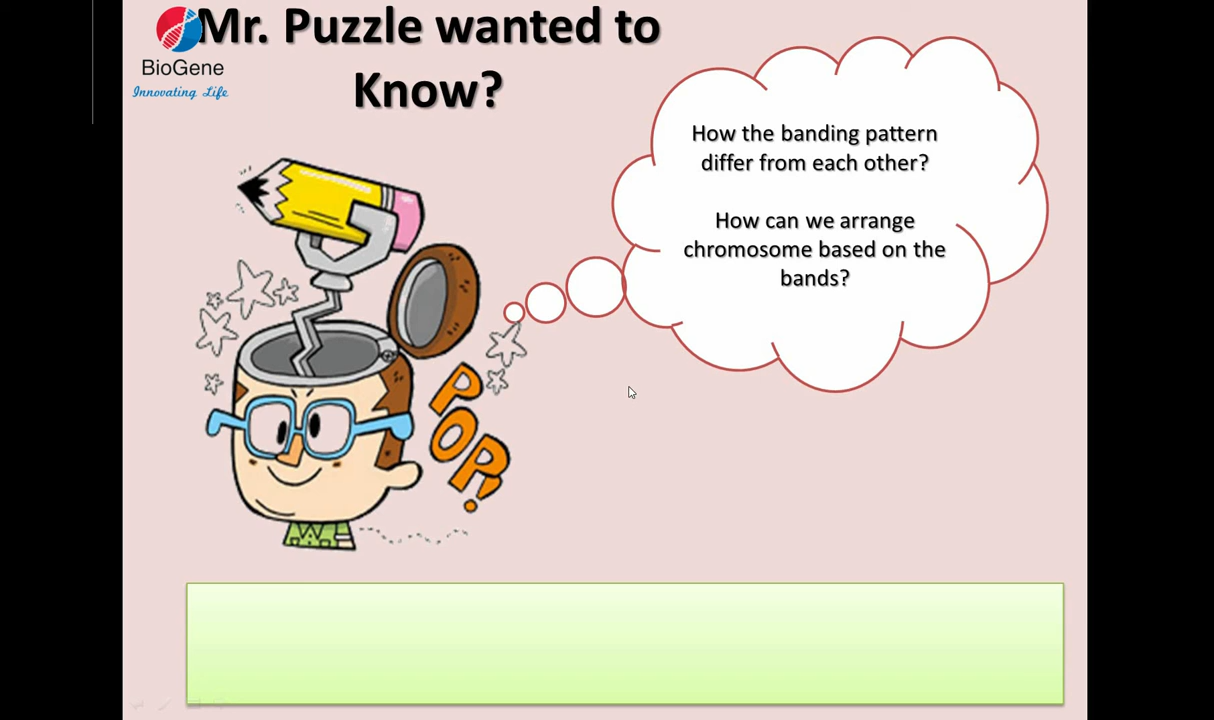 Mr. Puzzle wanted to
Know?
BioGene
Innovating Life
How the banding pattern
differ from each other?
How can we arrange
chromosome based on the
bands?
POP!